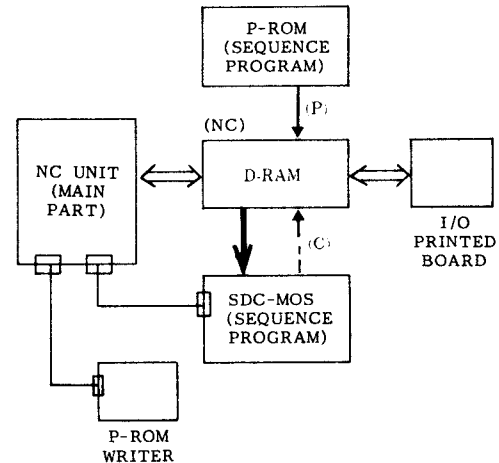 P-ROM
(SEQUENCE
PROGRAM)
(P)
(NC)
NC UNIT
(MAIN
PART)
D-RAM
I/O
PRINTED
BOARD
(C)
SDC-MOS
(SEQUENCE
PROGRAM)
P-ROM
WRITER